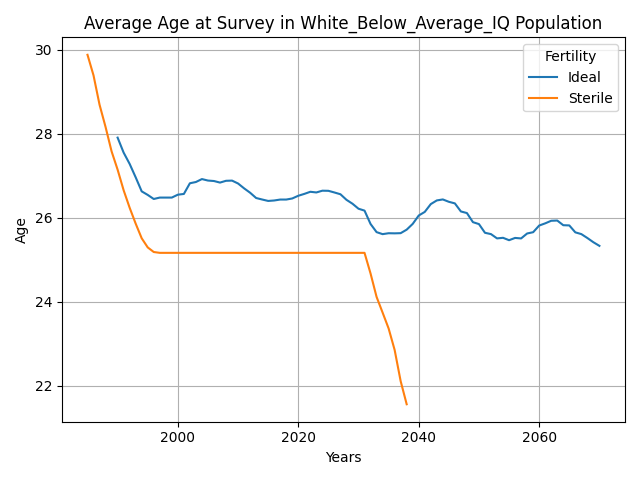 Average Age at Survey in White_Below_Average_IQ Population
30
28
26
24
22
Age
2000
2020
2040
2060
Years
Fertility
Ideal
Sterile